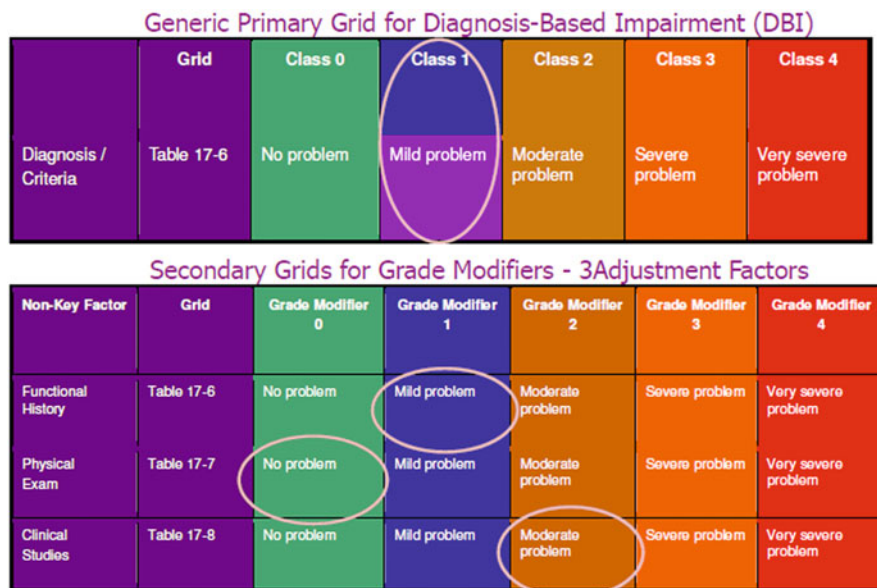 Generic Primary Grid for Diagnosis-Based Impairment (DBI)
Grid Class 0 Class 1 Class 2 Class 3 Class 4
Diagnosis / Table 17-6 No problem Mild problem Moderate Severe Very severe
Criteria problem problem problem
Secondary Grids for Grade Modifiers - 3Adjustment Factors
Non-Key Factor Grid Grade Modifier Grade Modifier Grade Modifier Grade Modifier Grade Modifier
0 1 2 3 4
Functional Table 17-6 No problem Mild problem Moderate Severe problem Very severe
History problem problem
Physical Table 17-7 No problem Mild problem Moderate Severe problem Very severe
Exam problem problem
Clinical Table 17-8 No problem Mild problem Moderate Severe problem Very severe
Studies problem problem